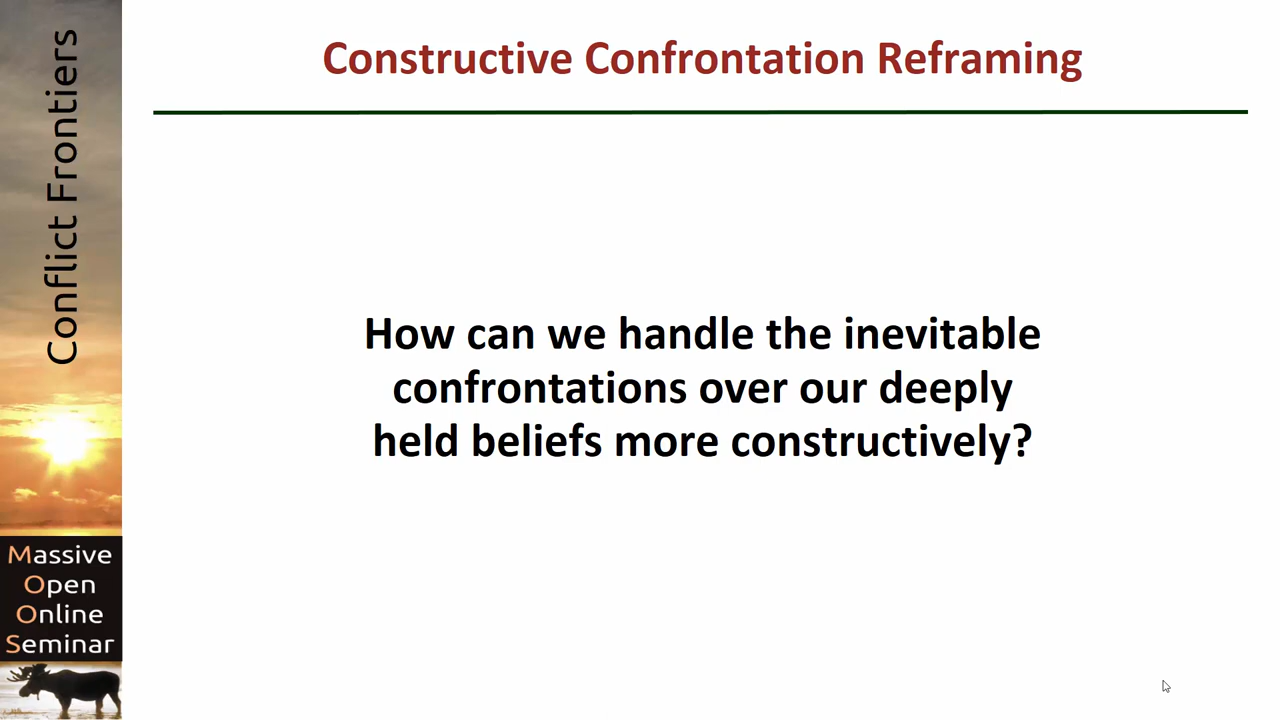 Constructive Confrontation Reframing
How can we handle the inevitable
confrontations over our deeply
held beliefs more constructively?
Conflict Frontiers
Massive
Open
Online
Seminar